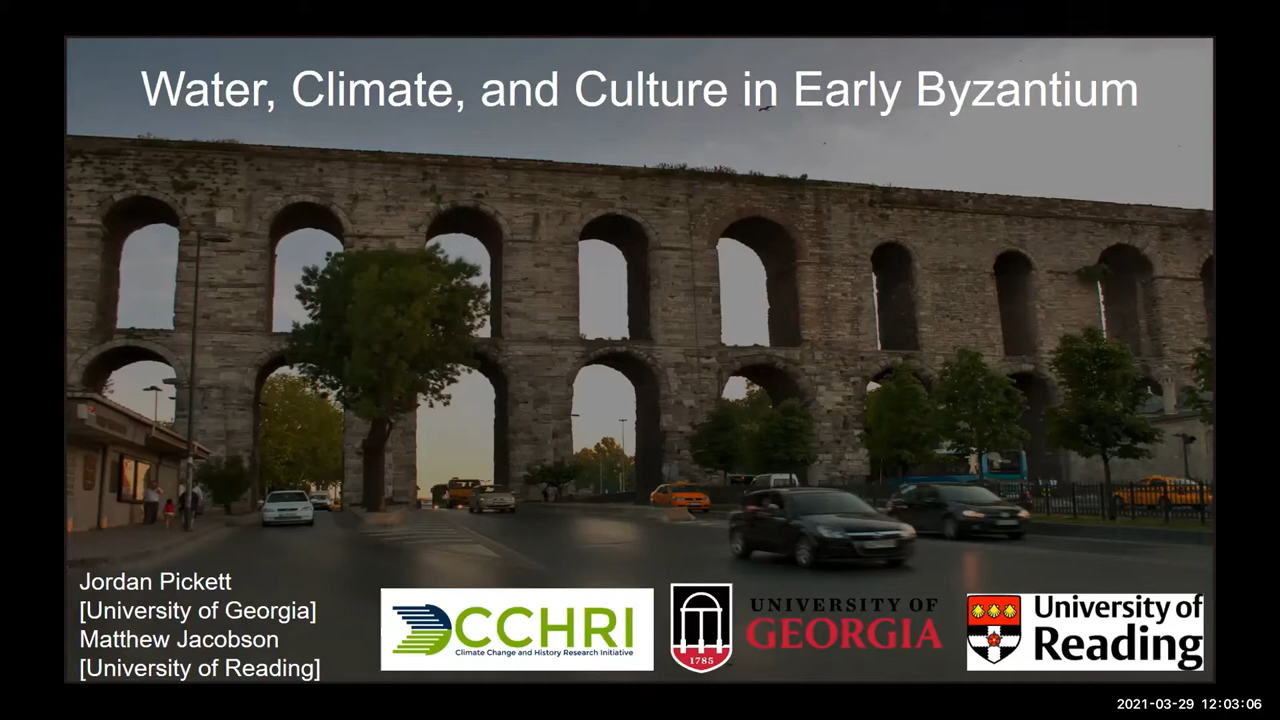 Water, Climate, and Culture in Early Byzantium
Jordan Pickett
[University of Georgia]
Matthew Jacobson
[University of Reading]
CCHRI
Climate Change and History Research Initiative
1785
UNIVERSITY OF
GEORGIA
University of
Reading
2021-03-29 12:03:06